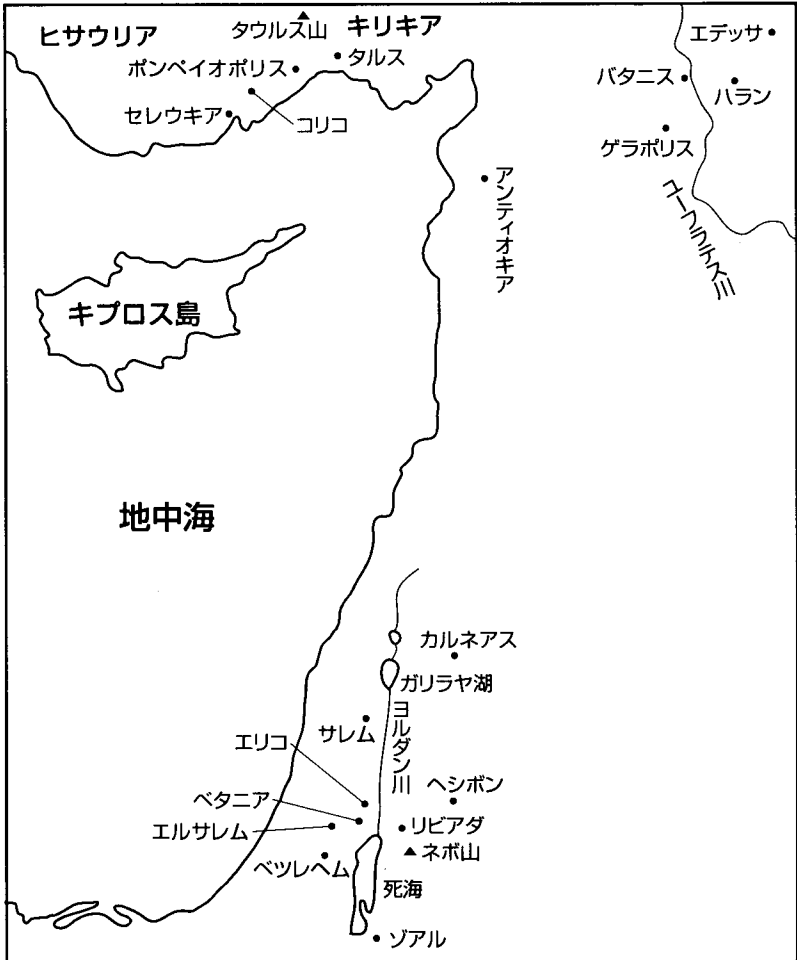 ヒサウリア
タウルス山
キリキア
ポンペイオポリス
タルス
セレウキア
コリコ
エデッサ
バタニス
ハラン
ゲラポリス
ユーフラテス川
アンティオキア
キプロス島
地中海
カルネアス
ガリラヤ湖
サレム
ヨルダン川
エリコ
ベタニア
エルサレム
ベツレヘム
ヘシボン
リビアダ
ネボ山
死海
ゾアル